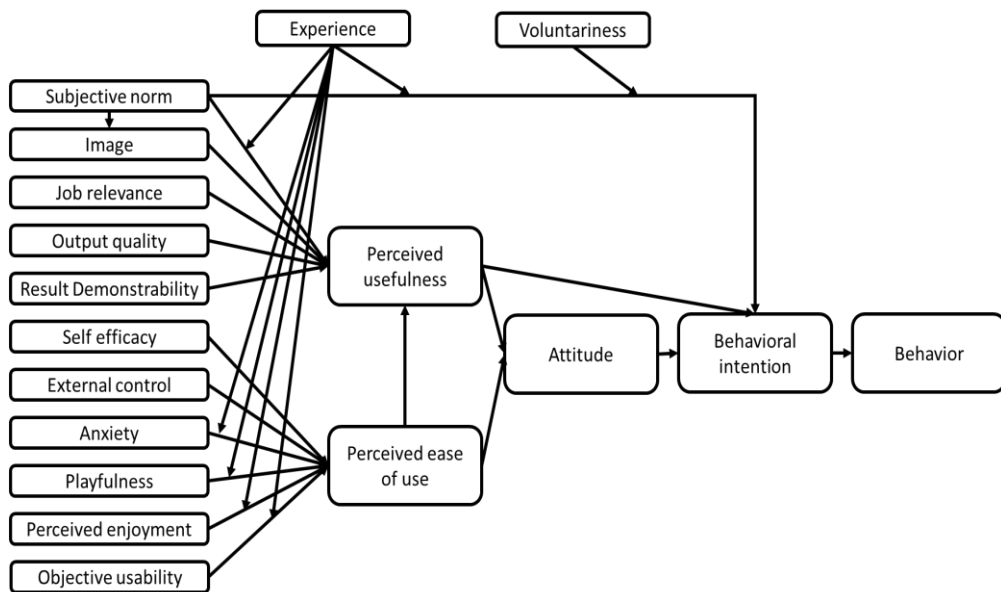 Experience
Voluntariness
Subjective norm
Image
Job relevance
Output quality
Result Demonstrability
Self efficacy
External control
Anxiety
Playfulness
Perceived enjoyment
Objective usability
Perceived
usefulness
Perceived ease
of use
Attitude
Behavioral
intention
Behavior